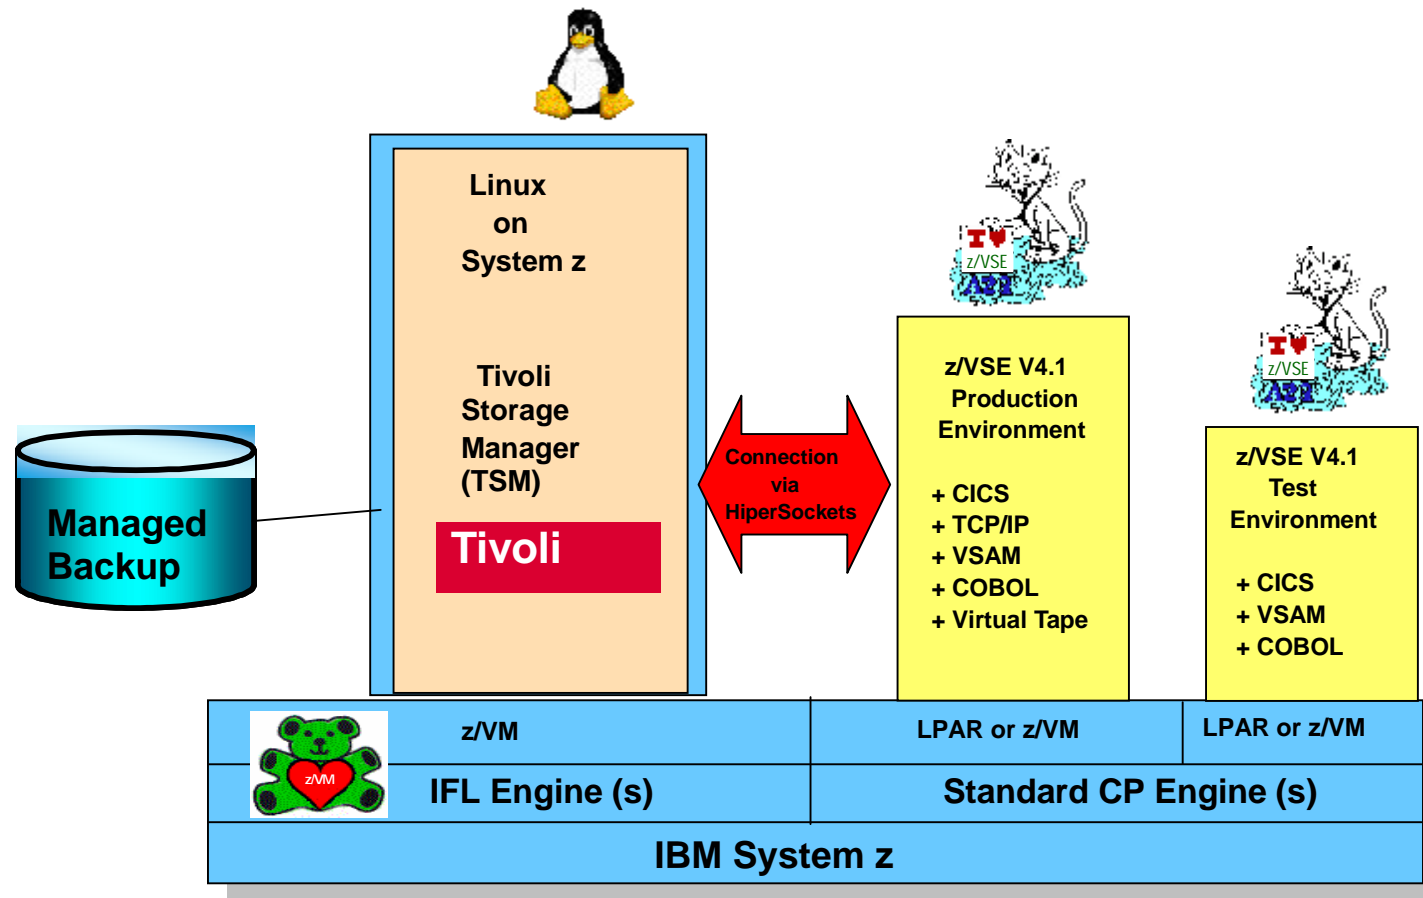 Linux
on
System z
Tivoli
Storage
Manager
(TSM)
Tivoli
Managed
Backup
Connection
via
HiperSockets
I ♥
z/VSE
z/VSE V4.1
Production
Environment
+ CICS
+ TCP/IP
+ VSAM
+ COBOL
+ Virtual Tape
I ♥
z/VSE
z/VSE V4.1
Test
Environment
+ CICS
+ VSAM
+ COBOL
z/VM
z/VM
LPAR or z/VM
LPAR or z/VM
IFL Engine (s)
Standard CP Engine (s)
IBM System z